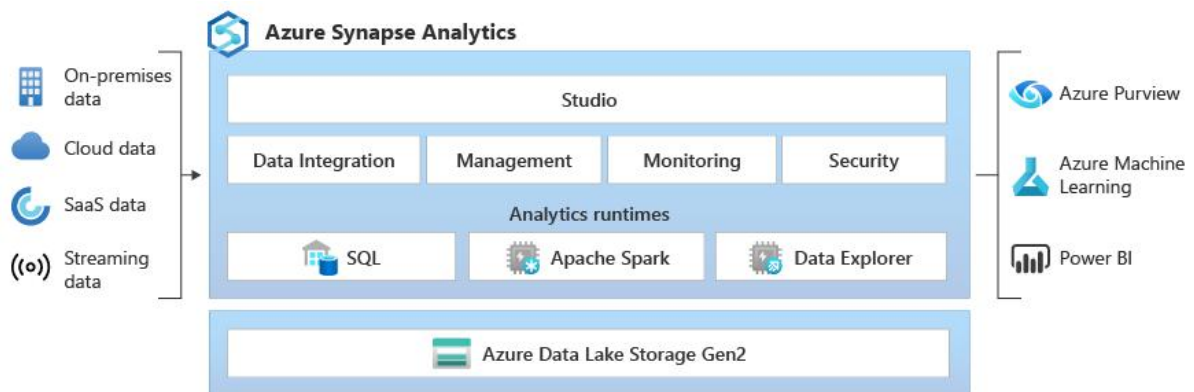 Azure Synapse Analytics
On-premises
data
Cloud data
SaaS data
Streaming
data
Studio
Data Integration
Management
Monitoring
Security
Analytics runtimes
SQL
Apache Spark
Data Explorer
Azure Data Lake Storage Gen2
Azure Purview
Azure Machine
Learning
Power BI